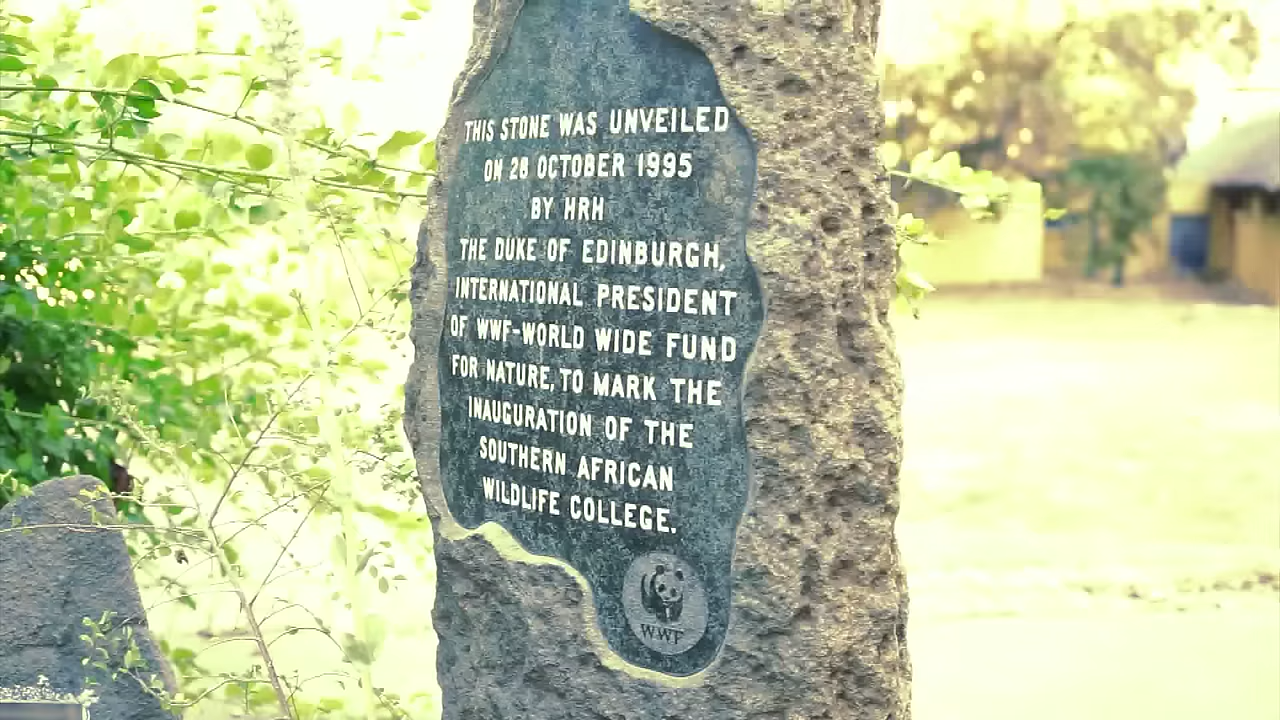 THIS STONE WAS UNVEILED
ON 28 OCTOBER 1995
BY HRH
THE DUKE OF EDINBURGH,
INTERNATIONAL PRESIDENT
OF WWF-WORLD WIDE FUND
FOR NATURE, TO MARK THE
INAUGURATION OF THE
SOUTHERN AFRICAN
WILDLIFE COLLEGE.
WWF